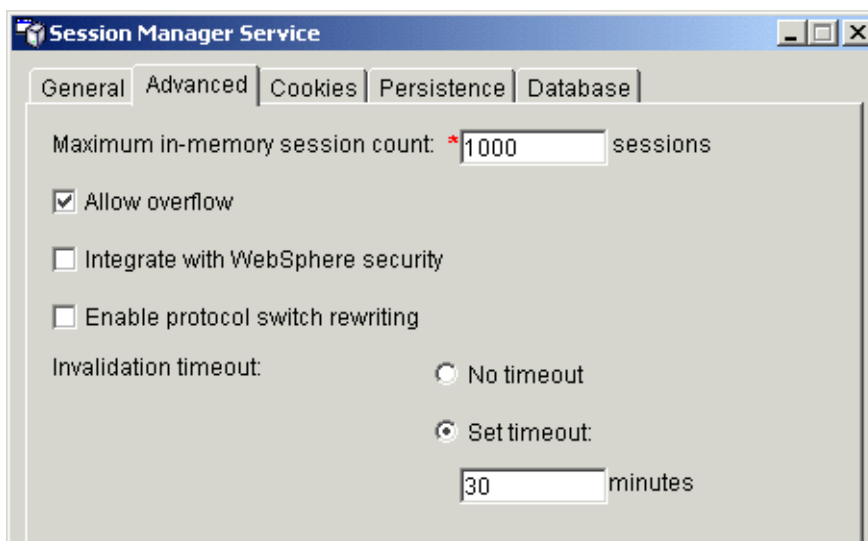 Session Manager Service
General Advanced Cookies Persistence Database
Maximum in-memory session count: *1000 sessions
Allow overflow
Integrate with WebSphere security
Enable protocol switch rewriting
Invalidation timeout: No timeout
Set timeout:
30 minutes